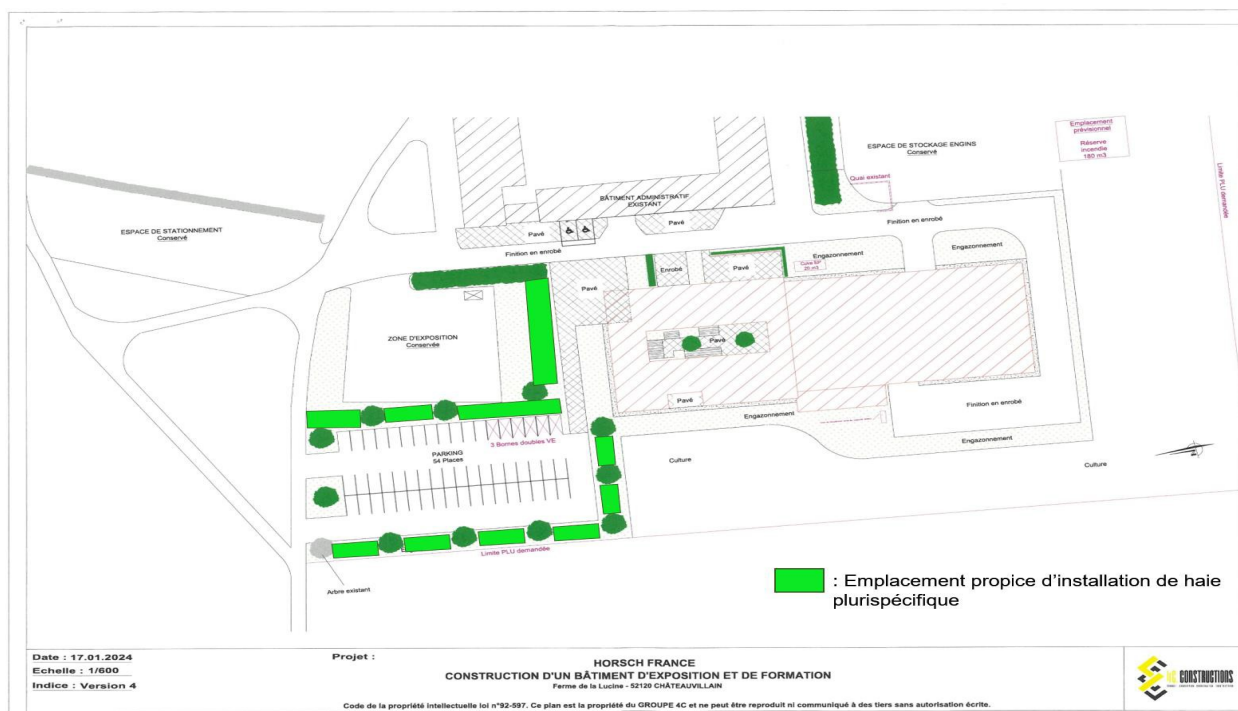 Emplacement
prévisionnel
Réserve
incendie
180 m3
ESPACE DE STOCKAGE ENGINS
Conservé
Limite PLU demandée
Quai existant
BÂTIMENT ADMINISTRATIF
EXISTANT
ESPACE DE STATIONNEMENT
Conservé
Pavé
Pavé
Finition en enrobé
Finition en enrobé
Engazonnement
Engazonnement
Enrobé
Pavé
Pavé
ZONE D'EXPOSITION
Conservée
Pavé
Pavé
Finition en enrobé
Engazonnement
Engazonnement
3 Bornes doubles VE
PARKING
54 Places
Culture
Culture
Limite PLU demandée
Arbre existant
: Emplacement propice d'installation de haie
plurispécifique
Date : 17.01.2024
Echelle : 1/600
Indice : Version 4
Projet :
HORSCH FRANCE
CONSTRUCTION D'UN BÂTIMENT D'EXPOSITION ET DE FORMATION
Ferme de la Lucine - 52120 CHÂTEAUVILLAIN
Code de la propriété intellectuelle loi n°92-597. Ce plan est la propriété du GROUPE 4C et ne peut être reproduit ni communiqué à des tiers sans autorisation écrite.
4C CONSTRUCTIONS